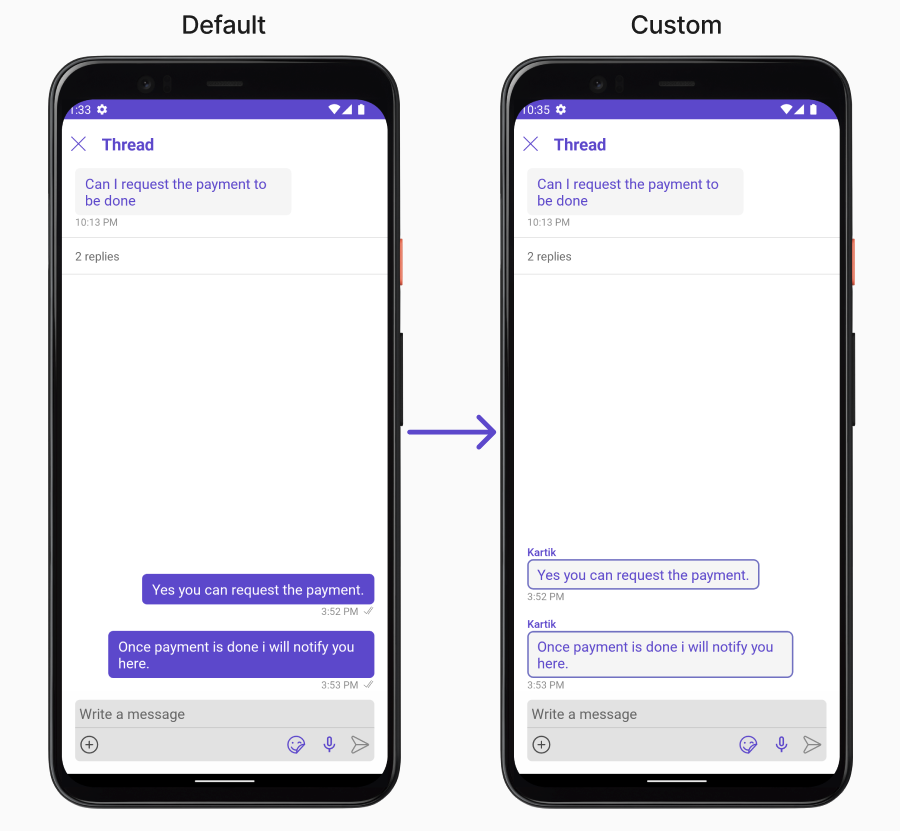 Default
1:33
Thread
Can I request the payment to
be done
10:13 PM
2 replies
Yes you can request the payment.
3:52 PM
Once payment is done i will notify you
here.
3:53 PM
Write a message
Custom
10:35
Thread
Can I request the payment to
be done
10:13 PM
2 replies
Kartik
Yes you can request the payment.
3:52 PM
Kartik
Once payment is done i will notify you
here.
3:53 PM
Write a message